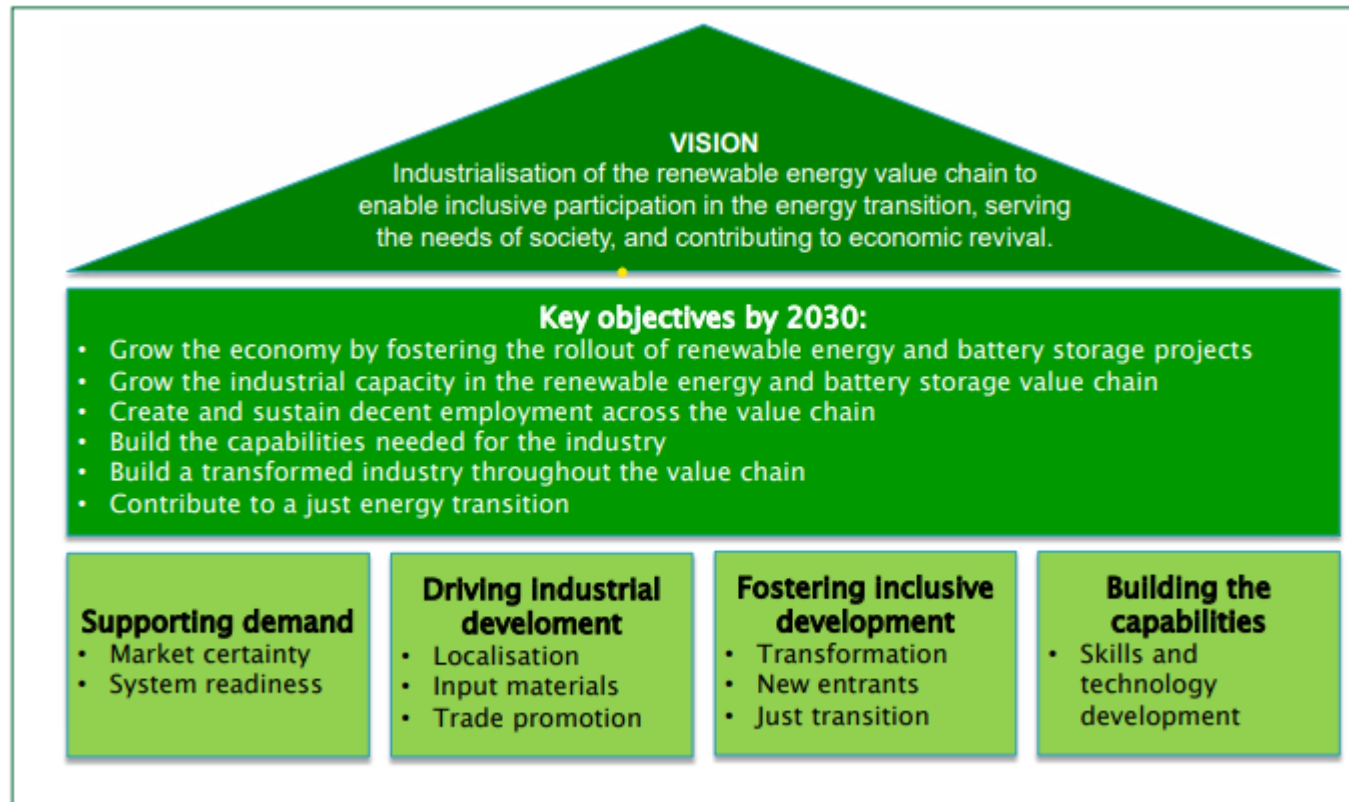 VISION
Industrialisation of the renewable energy value chain to
enable inclusive participation in the energy transition, serving
the needs of society, and contributing to economic revival.
Key objectives by 2030:
• Grow the economy by fostering the rollout of renewable energy and battery storage projects
• Grow the industrial capacity in the renewable energy and battery storage value chain
• Create and sustain decent employment across the value chain
• Build the capabilities needed for the industry
• Build a transformed industry throughout the value chain
• Contribute to a just energy transition
Supporting demand
• Market certainty
• System readiness
Driving industrial
develoment
• Localisation
• Input materials
• Trade promotion
Fostering inclusive
development
• Transformation
• New entrants
• Just transition
Building the
capabilities
• Skills and
technology
development